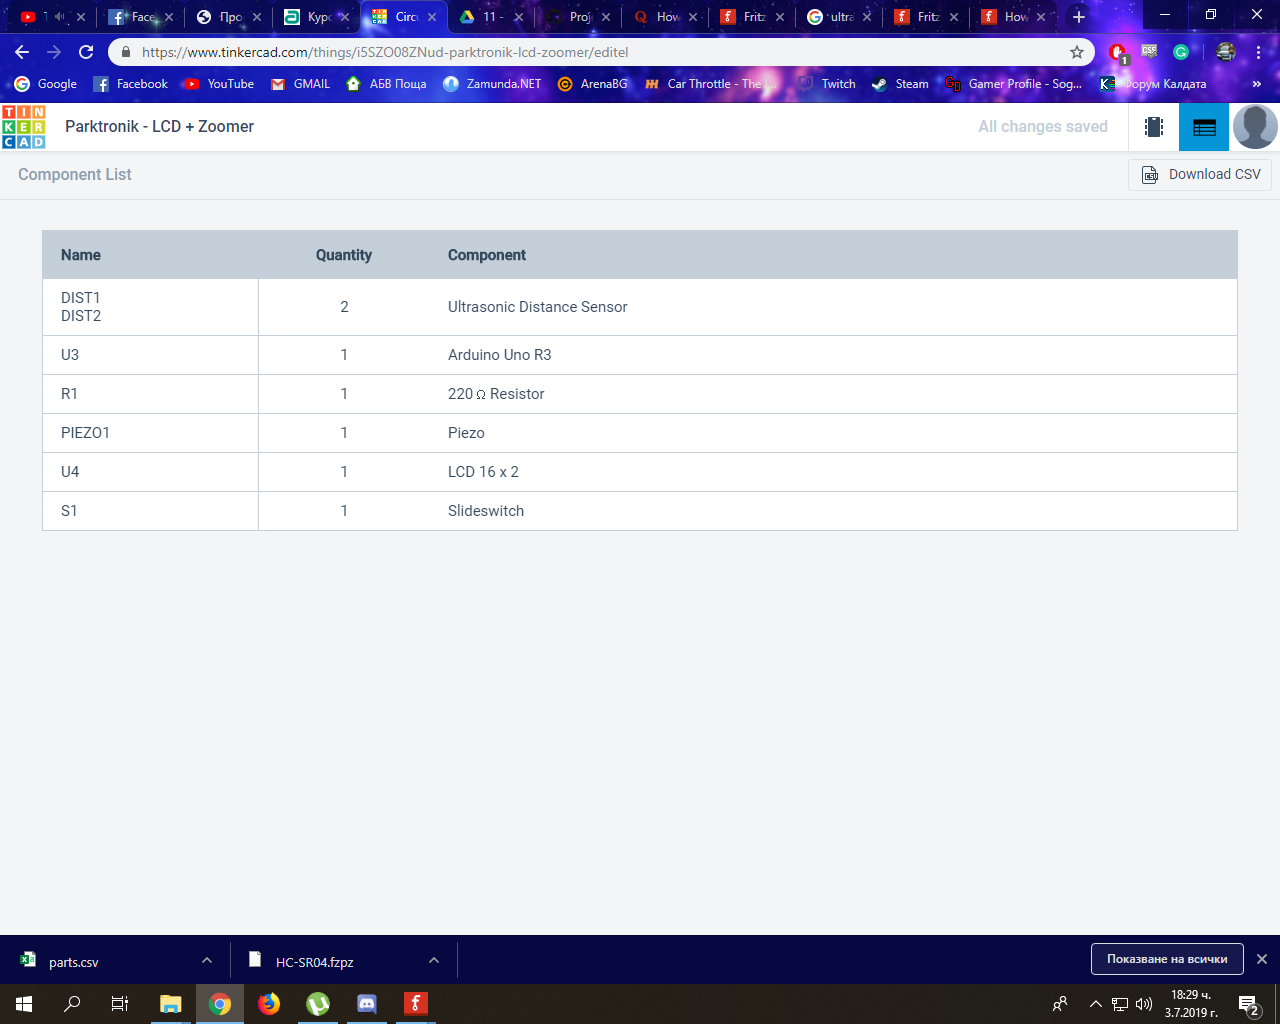 Face
Про
Курс
Circ
11 -
Proj
How
Fritz
ultra
Fritz
How
https://www.tinkercad.com/things/i5SZO08ZNud-parktronik-lcd-zoomer/editel
1
Google Facebook YouTube GMAIL АБВ Поща Zamunda.NET ArenaBG Car Throttle - The Twitch Steam Gamer Profile - Sog... Форум Калдата »
TINKERCAD
Parktronik - LCD + Zoomer
All changes saved
Component List
Download CSV
Name Quantity Component
DIST1
DIST2
2 Ultrasonic Distance Sensor
U3 1 Arduino Uno R3
R1 1 220 Ω Resistor
PIEZO1 1 Piezo
U4 1 LCD 16 x 2
S1 1 Slideswitch
parts.csv
HC-SR04.fzpz
Показване на всички
18:29 ч.
3.7.2019 г.
2